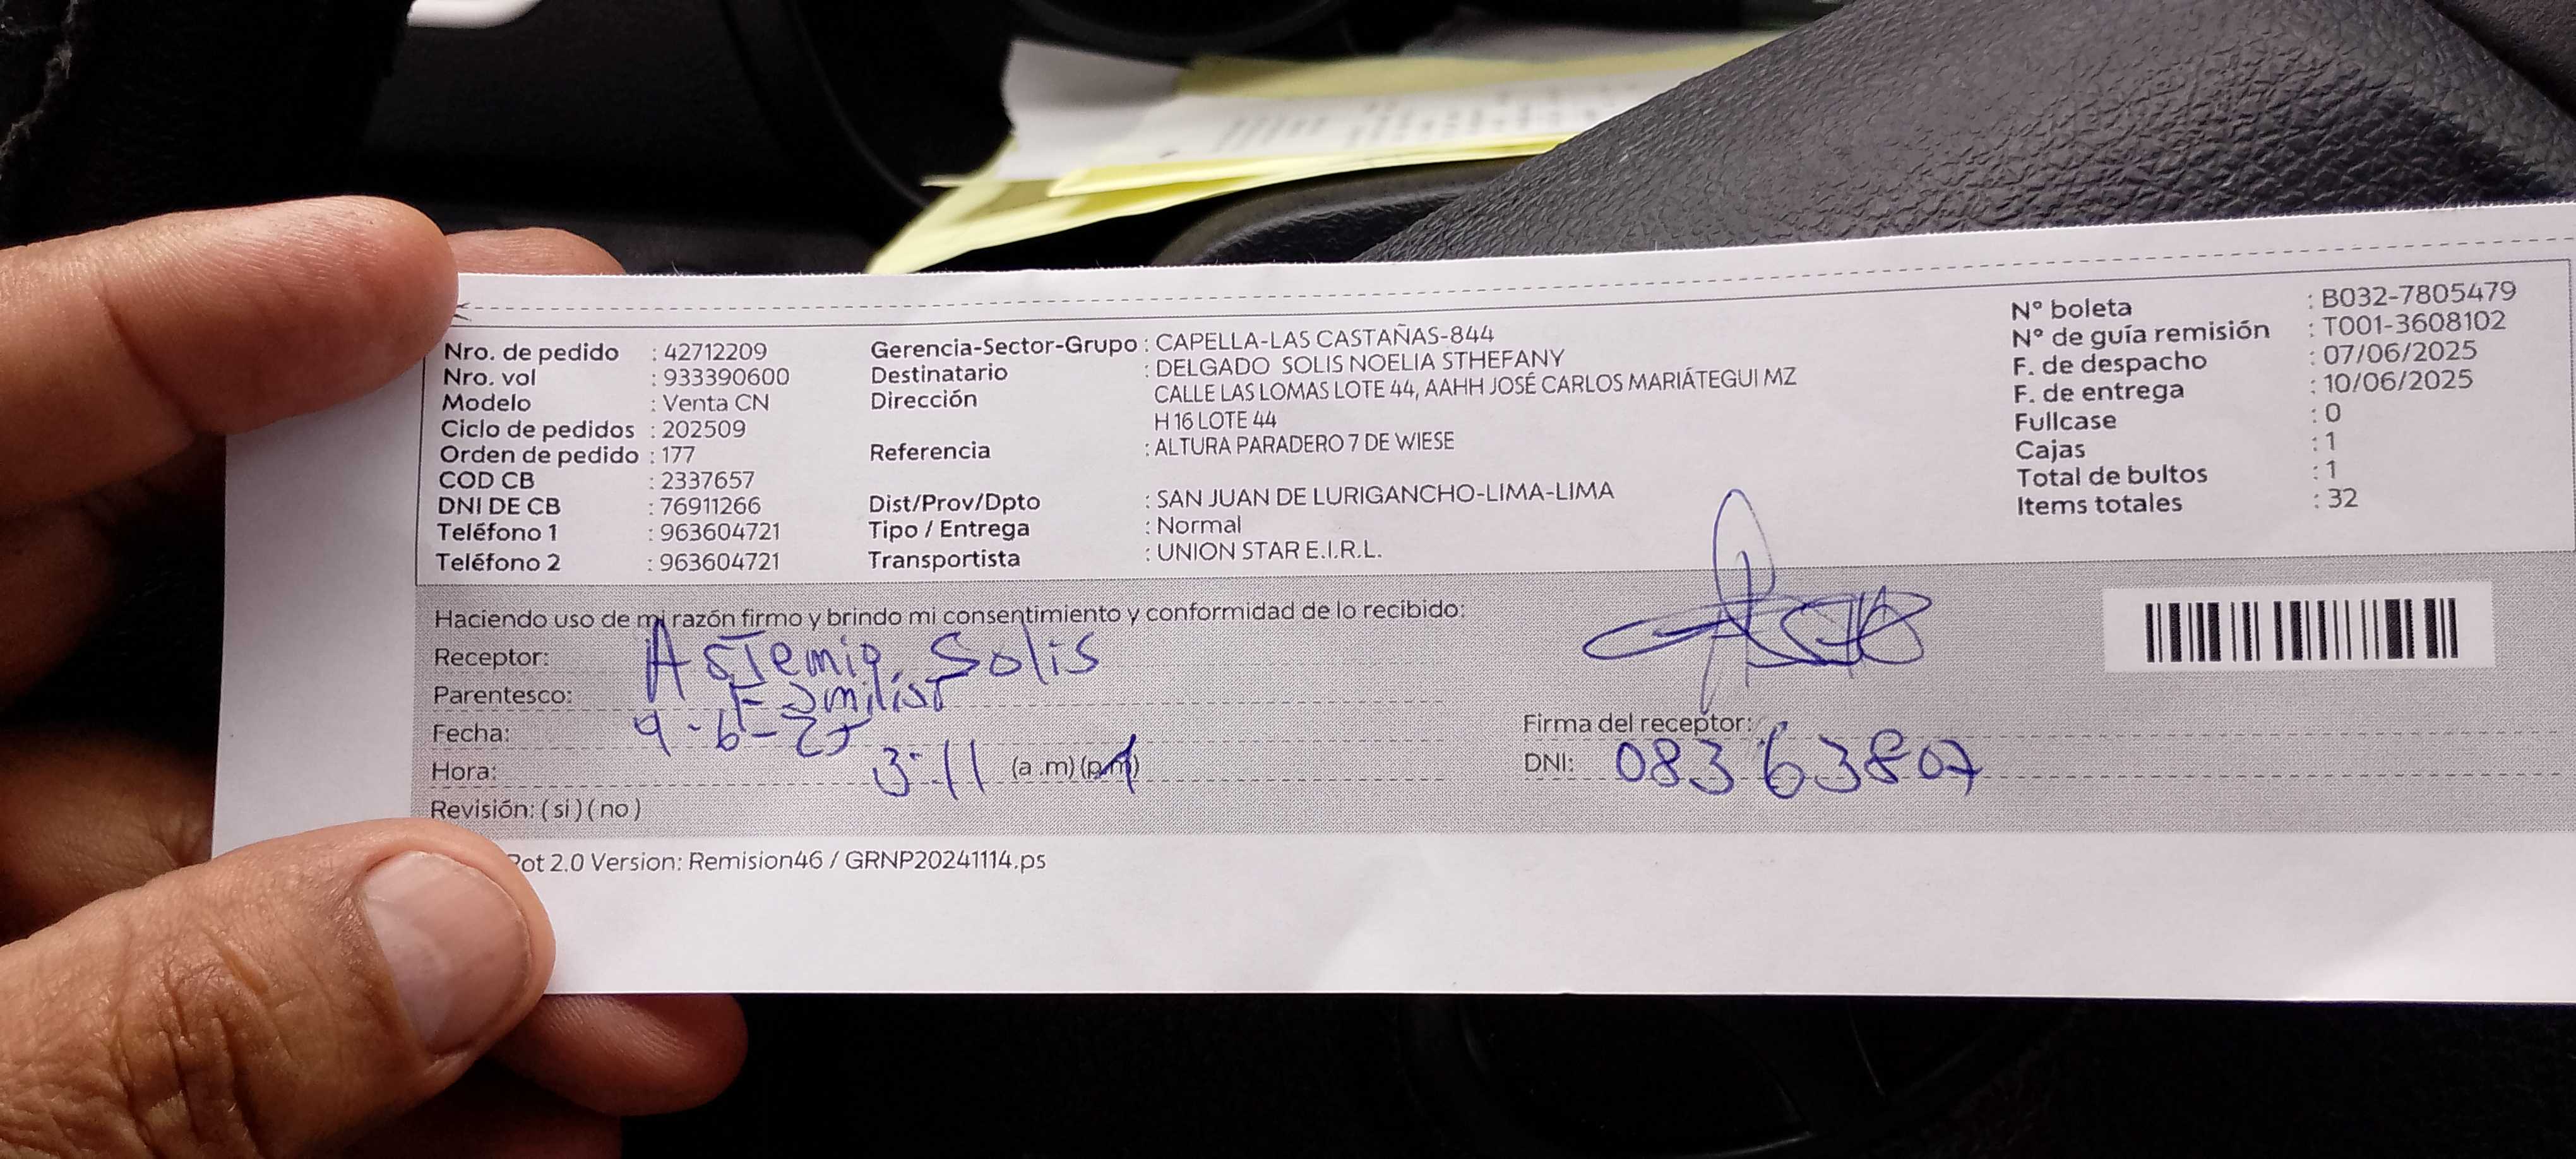 Nro. de pedido : 42712209
Nro. vol : 933390600
Modelo : Venta CN
Ciclo de pedidos : 202509
Orden de pedido : 177
COD CB : 2337657
DNI DE CB : 76911266
Teléfono 1 : 963604721
Teléfono 2 : 963604721
Gerencia-Sector-Grupo : CAPELLA-LAS CASTAÑAS-844
Destinatario : DELGADO SOLIS NOELIA STHEFANY
Dirección CALLE LAS LOMAS LOTE 44, AAHH JOSÉ CARLOS MARIÁTEGUI MZ
H 16 LOTE 44
Referencia : ALTURA PARADERO 7 DE WIESE
Dist/Prov/Dpto : SAN JUAN DE LURIGANCHO-LIMA-LIMA
Tipo / Entrega : Normal
Transportista : UNION STAR E.I.R.L.
N° boleta : B032-7805479
N° de guía remisión : T001-3608102
F. de despacho : 07/06/2025
F. de entrega : 10/06/2025
Fullcase : 0
Cajas : 1
Total de bultos : 1
Items totales : 32
Haciendo uso de mi razón firmo y brindo mi consentimiento y conformidad de lo recibido:
Receptor: Solis
Parentesco:
Fecha: 9-6-25
Hora: 3:11 (a .m) (p.m)
Revisión: ( si ) ( no )
Firma del receptor:
DNI: 08363807
Pot 2.0 Version: Remision46 / GRNP20241114.ps